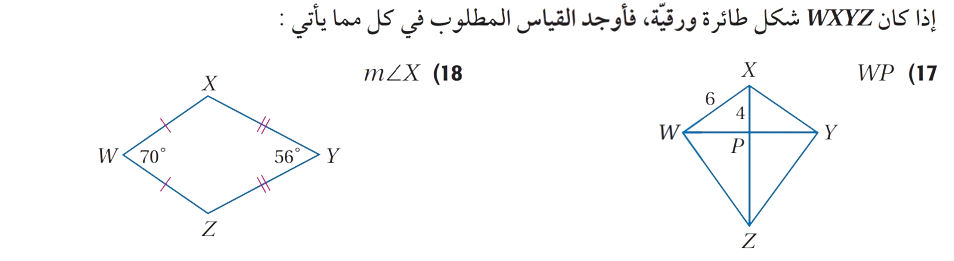 إذا كان WXYZ شكل طائرة ورقيّة، فأوجد القياس المطلوب في كل مما يأتي :
17) WP
X
6
4
W
Y
P
Z
18) m∠X
X
W
70°
56°
Y
Z